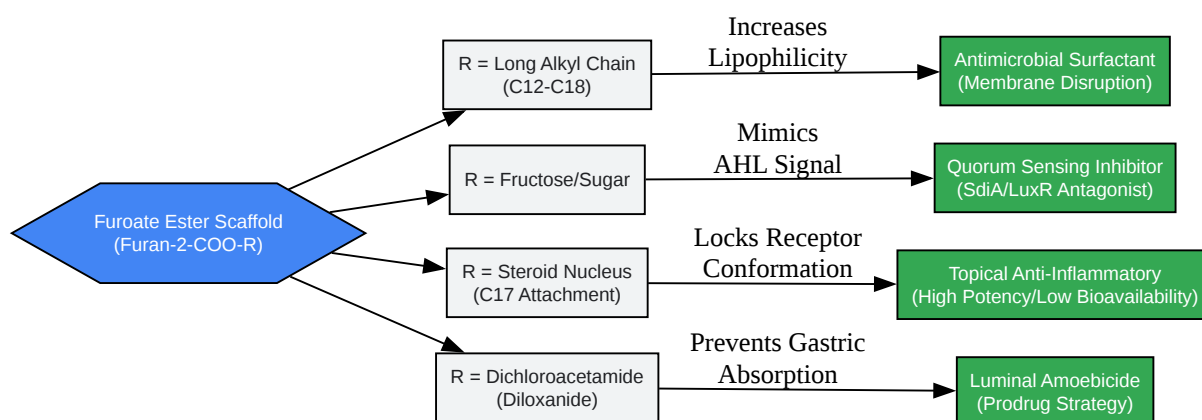 Furoate Ester Scaffold
(Furan-2-COO-R)
R = Long Alkyl Chain
(C12-C18)
Increases
Lipophilicity
Antimicrobial Surfactant
(Membrane Disruption)
R = Fructose/Sugar
Mimics
AHL Signal
Quorum Sensing Inhibitor
(SdiA/LuxR Antagonist)
R = Steroid Nucleus
(C17 Attachment)
Locks Receptor
Conformation
Topical Anti-Inflammatory
(High Potency/Low Bioavailability)
R = Dichloroacetamide
(Diloxanide)
Prevents Gastric
Absorption
Luminal Amoebicide
(Prodrug Strategy)